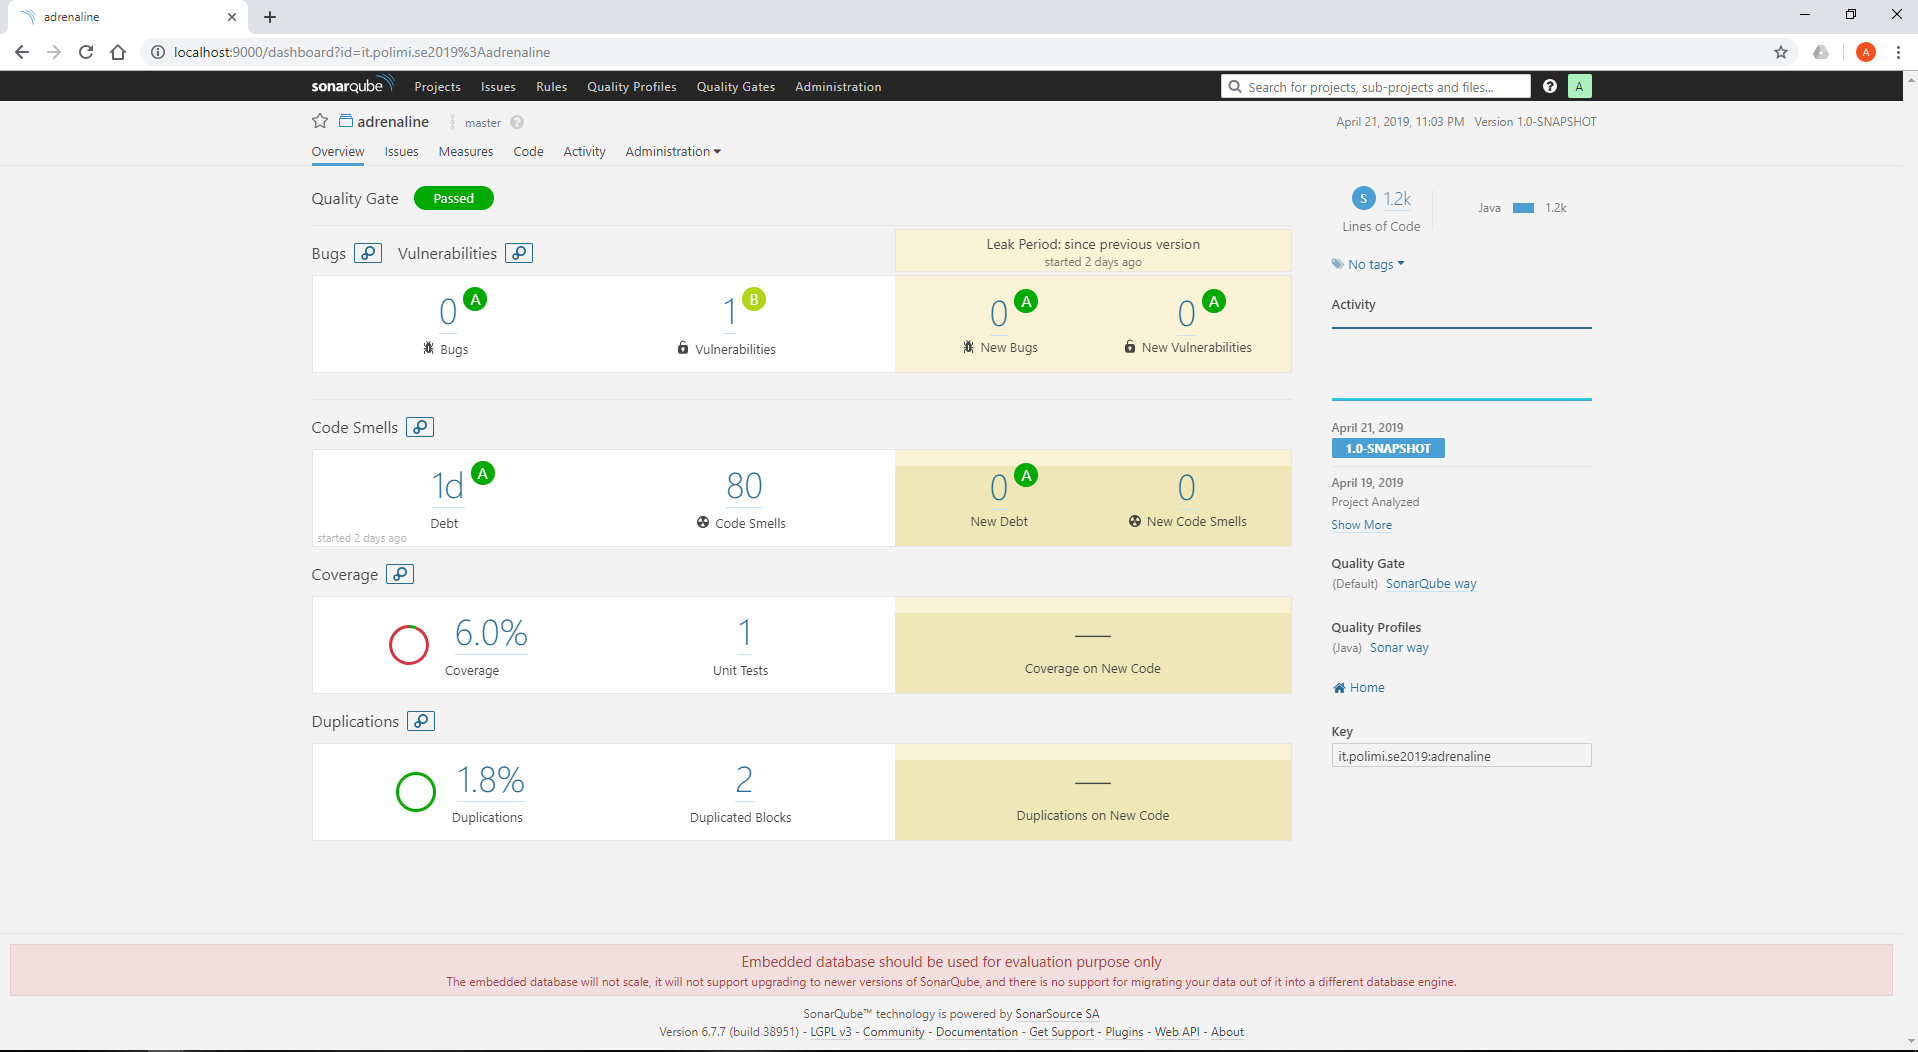 adrenaline
localhost:9000/dashboard?id=it.polimi.se2019%3Aadrenaline
A
sonarqube Projects Issues Rules Quality Profiles Quality Gates Administration Search for projects, sub-projects and files... ? A
adrenaline master ? April 21, 2019, 11:03 PM Version 1.0-SNAPSHOT
Overview Issues Measures Code Activity Administration
Quality Gate Passed
Bugs Vulnerabilities
Leak Period: since previous version
started 2 days ago
0 A
Bugs
1 B
Vulnerabilities
0 A
New Bugs
0 A
New Vulnerabilities
Code Smells
1d A
Debt
started 2 days ago
80
Code Smells
0 A
New Debt
0
New Code Smells
Coverage
6.0%
Coverage
1
Unit Tests
Coverage on New Code
Duplications
1.8%
Duplications
2
Duplicated Blocks
Duplications on New Code
S 1.2k
Lines of Code
Java 1.2k
No tags
Activity
April 21, 2019
1.0-SNAPSHOT
April 19, 2019
Project Analyzed
Show More
Quality Gate
(Default) SonarQube way
Quality Profiles
(Java) Sonar way
Home
Key
it.polimi.se2019:adrenaline
Embedded database should be used for evaluation purpose only
The embedded database will not scale, it will not support upgrading to newer versions of SonarQube, and there is no support for migrating your data out of it into a different database engine.
SonarQube™ technology is powered by SonarSource SA
Version 6.7.7 (build 38951) - LGPL v3 - Community - Documentation - Get Support - Plugins - Web API - About